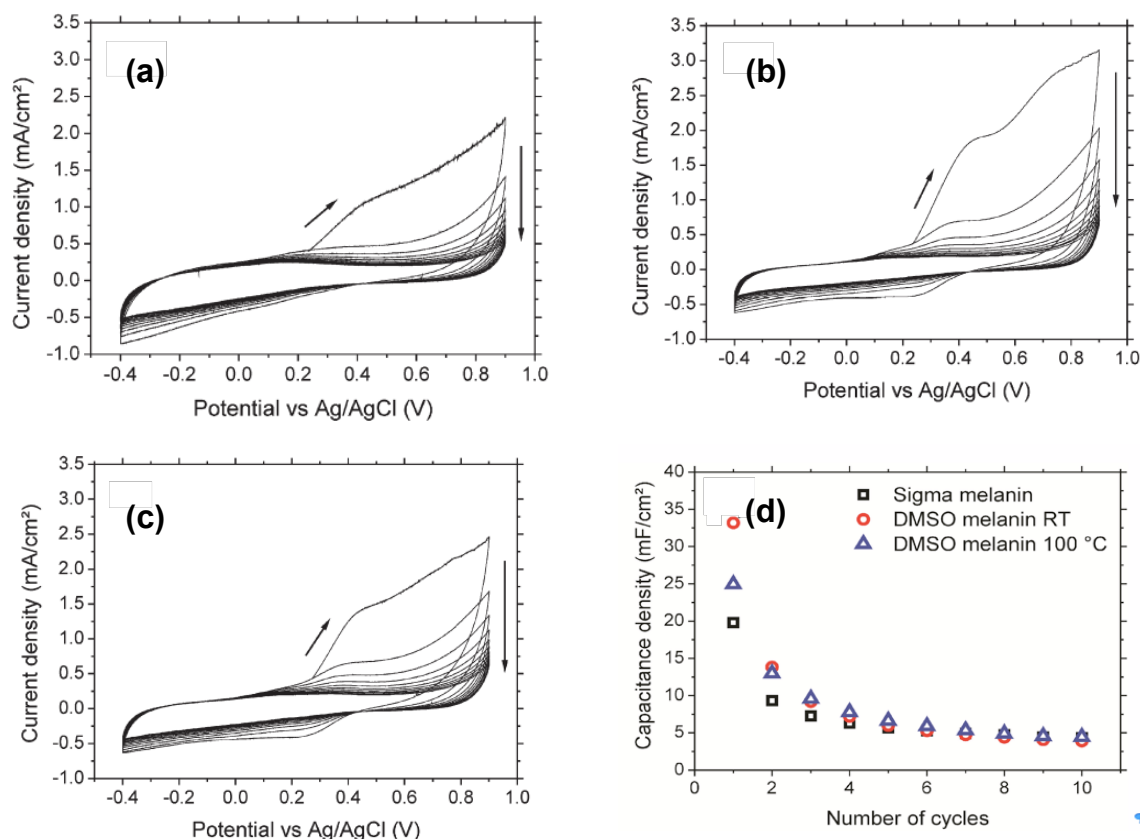 (a)
3.5
3.0
2.5
2.0
1.5
1.0
0.5
0.0
-0.5
-1.0
Current density (mA/cm²)
-0.4 -0.2 0.0 0.2 0.4 0.6 0.8 1.0
Potential vs Ag/AgCl (V)
(b)
3.5
3.0
2.5
2.0
1.5
1.0
0.5
0.0
-0.5
-1.0
Current density (mA/cm²)
-0.4 -0.2 0.0 0.2 0.4 0.6 0.8 1.0
Potential vs Ag/AgCl (V)
(c)
3.5
3.0
2.5
2.0
1.5
1.0
0.5
0.0
-0.5
-1.0
Current density (mA/cm²)
-0.4 -0.2 0.0 0.2 0.4 0.6 0.8 1.0
Potential vs Ag/AgCl (V)
(d)
Sigma melanin
DMSO melanin RT
DMSO melanin 100 °C
40
35
30
25
20
15
10
5
0
Capacitance density (mF/cm²)
0 2 4 6 8 10
Number of cycles